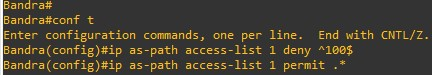 Bandra#
Bandra#conf t
Enter configuration commands, one per line.  End with CNTL/Z.
Bandra(config)#ip as-path access-list 1 deny ^100$
Bandra(config)#ip as-path access-list 1 permit .*